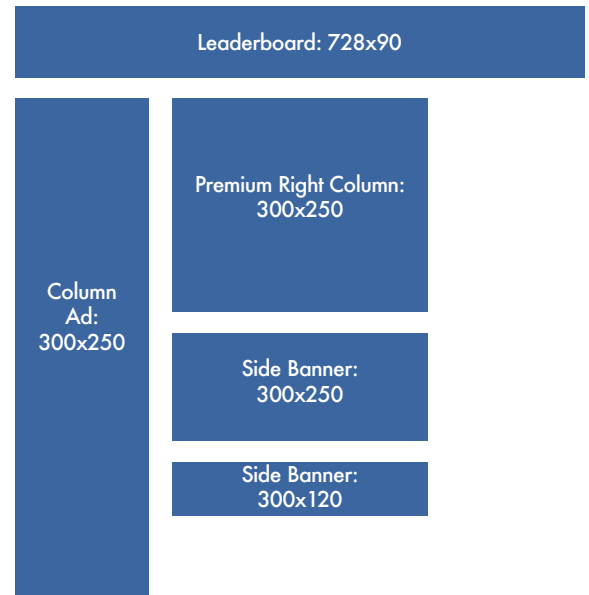 Leaderboard: 728x90
Column
Ad:
300x250
Premium Right Column:
300x250
Side Banner:
300x250
Side Banner:
300x120